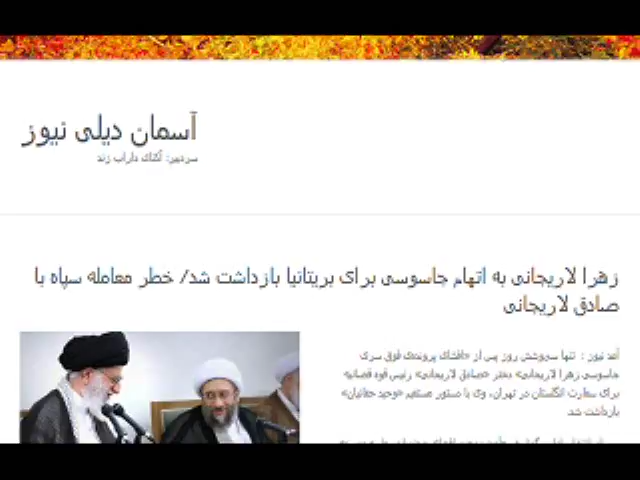 آسمان دیلی نیوز
سردبیر: آقای داراب زند
زهرا لاریجانی به اتهام جاسوسی برای بریتانیا بازداشت شد/ خطر معامله سپاه با
صادق لاریجانی
آمد نیوز : تنها سه روز پس از «افشای پرونده‌ی فوق سری
جاسوسی زهرا لاریجانی» دختر «صادق لاریجانی» رئیس قوه قضاییه
برای سفارت انگلستان در تهران، وی با دستور مستقیم «وحید حقانیان»
بازداشت شد.